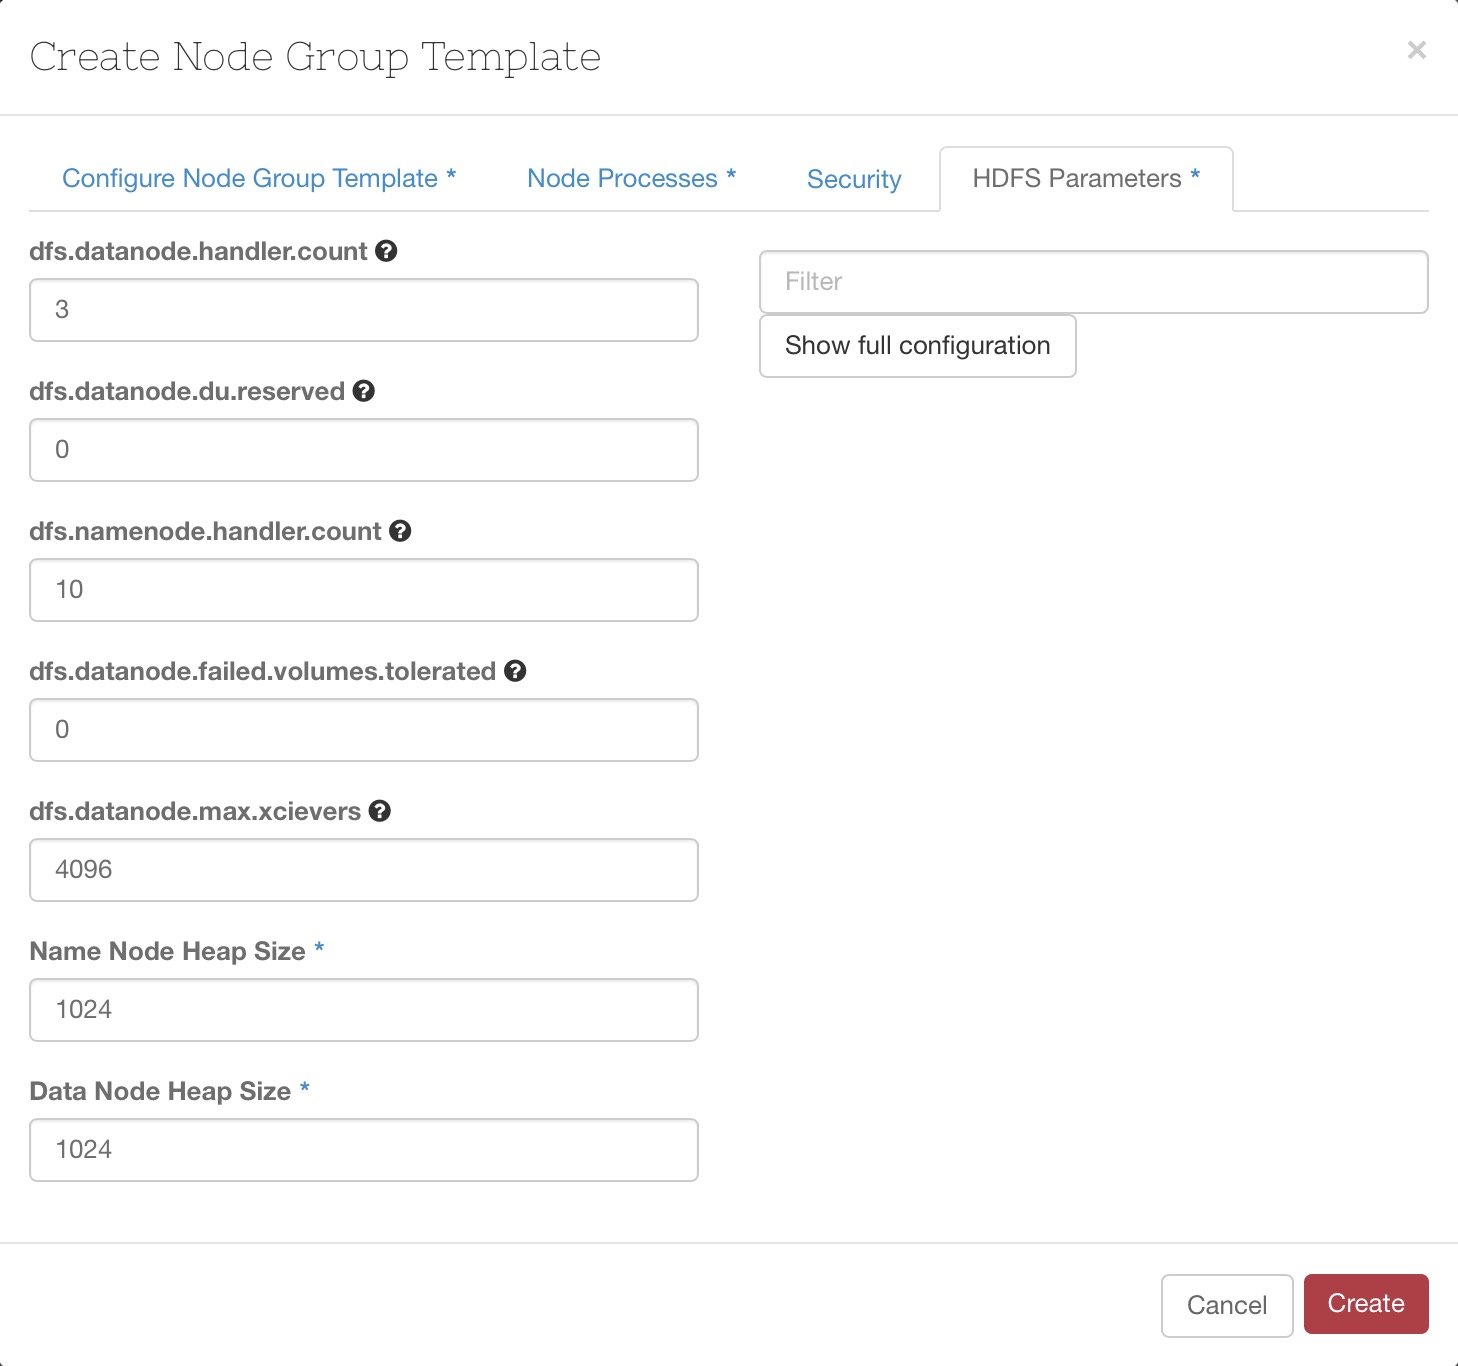 Create Node Group Template
×
Configure Node Group Template *
Node Processes *
Security
HDFS Parameters *
dfs.datanode.handler.count ?
3
dfs.datanode.du.reserved ?
0
dfs.namenode.handler.count ?
10
dfs.datanode.failed.volumes.tolerated ?
0
dfs.datanode.max.xcievers ?
4096
Name Node Heap Size *
1024
Data Node Heap Size *
1024
Filter
Show full configuration
Cancel
Create